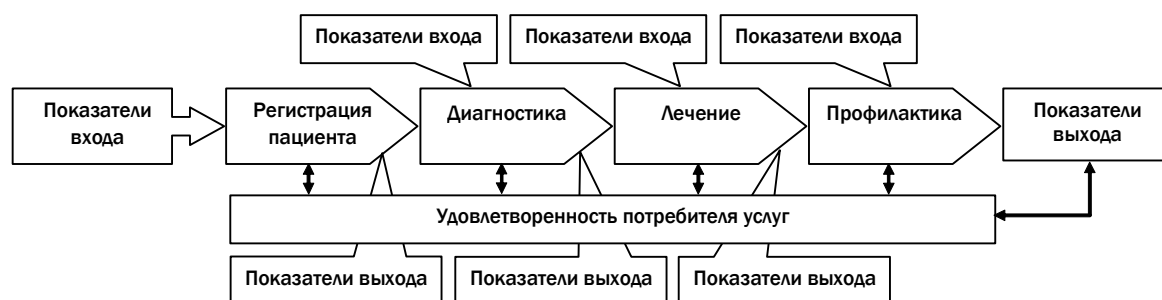 Показатели входа
Показатели входа
Показатели входа
Показатели
входа
Регистрация
пациента
Диагностика
Лечение
Профилактика
Показатели
выхода
Удовлетворенность потребителя услуг
Показатели выхода
Показатели выхода
Показатели выхода